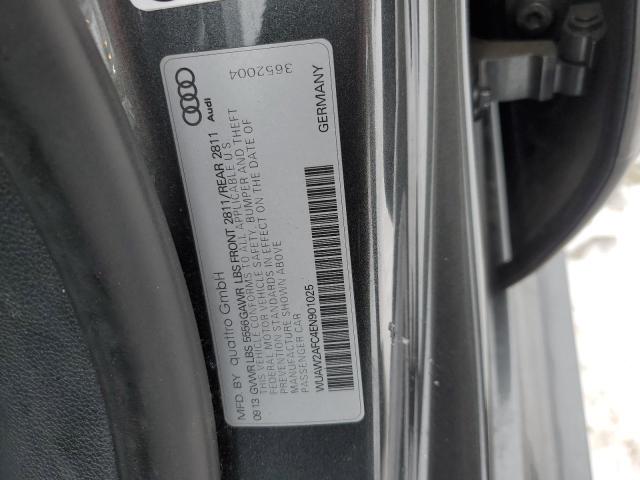 3652004
Audi
MFD. BY quattro GmbH
09 13 GVWR LBS 5556 GAWR LBS FRONT 2811/REAR 2811
THIS VEHICLE CONFORMS TO ALL APPLICABLE U.S.
FEDERAL MOTOR VEHICLE SAFETY, BUMPER AND THEFT
PREVENTION STANDARDS IN EFFECT ON THE DATE OF
MANUFACTURE SHOWN ABOVE
PASSENGER CAR
GERMANY
WUAW2AFC4EN901025